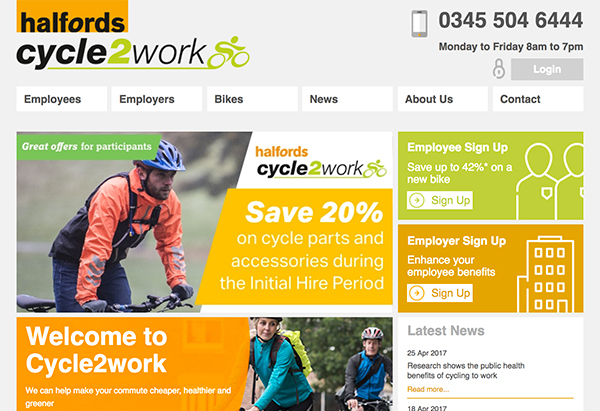 halfords
cycle2work
0345 504 6444
Monday to Friday 8am to 7pm
Login
Employees
Employers
Bikes
News
About Us
Contact
Great offers for participants
halfords
cycle2work
Save 20%
on cycle parts and
accessories during
the Initial Hire Period
Employee Sign Up
Save up to 42%* on a
new bike
Sign Up
Employer Sign Up
Enhance your
employee benefits
Sign Up
Welcome to
Cycle2work
We can help make your commute cheaper, healthier and
greener
Latest News
25 Apr 2017
Research shows the public health
benefits of cycling to work
Read more...
18 Apr 2017